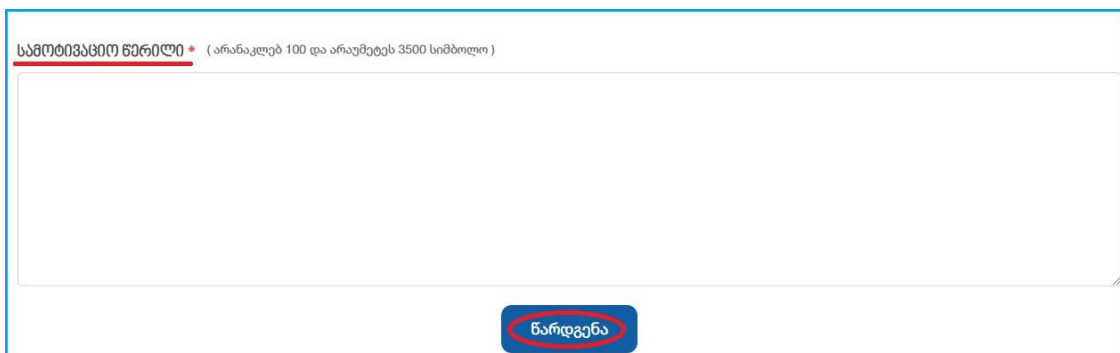 სამოტივაციო წერილი * ( არანაკლებ 100 და არაუმეტეს 3500 სიმბოლო )
წარდგენა